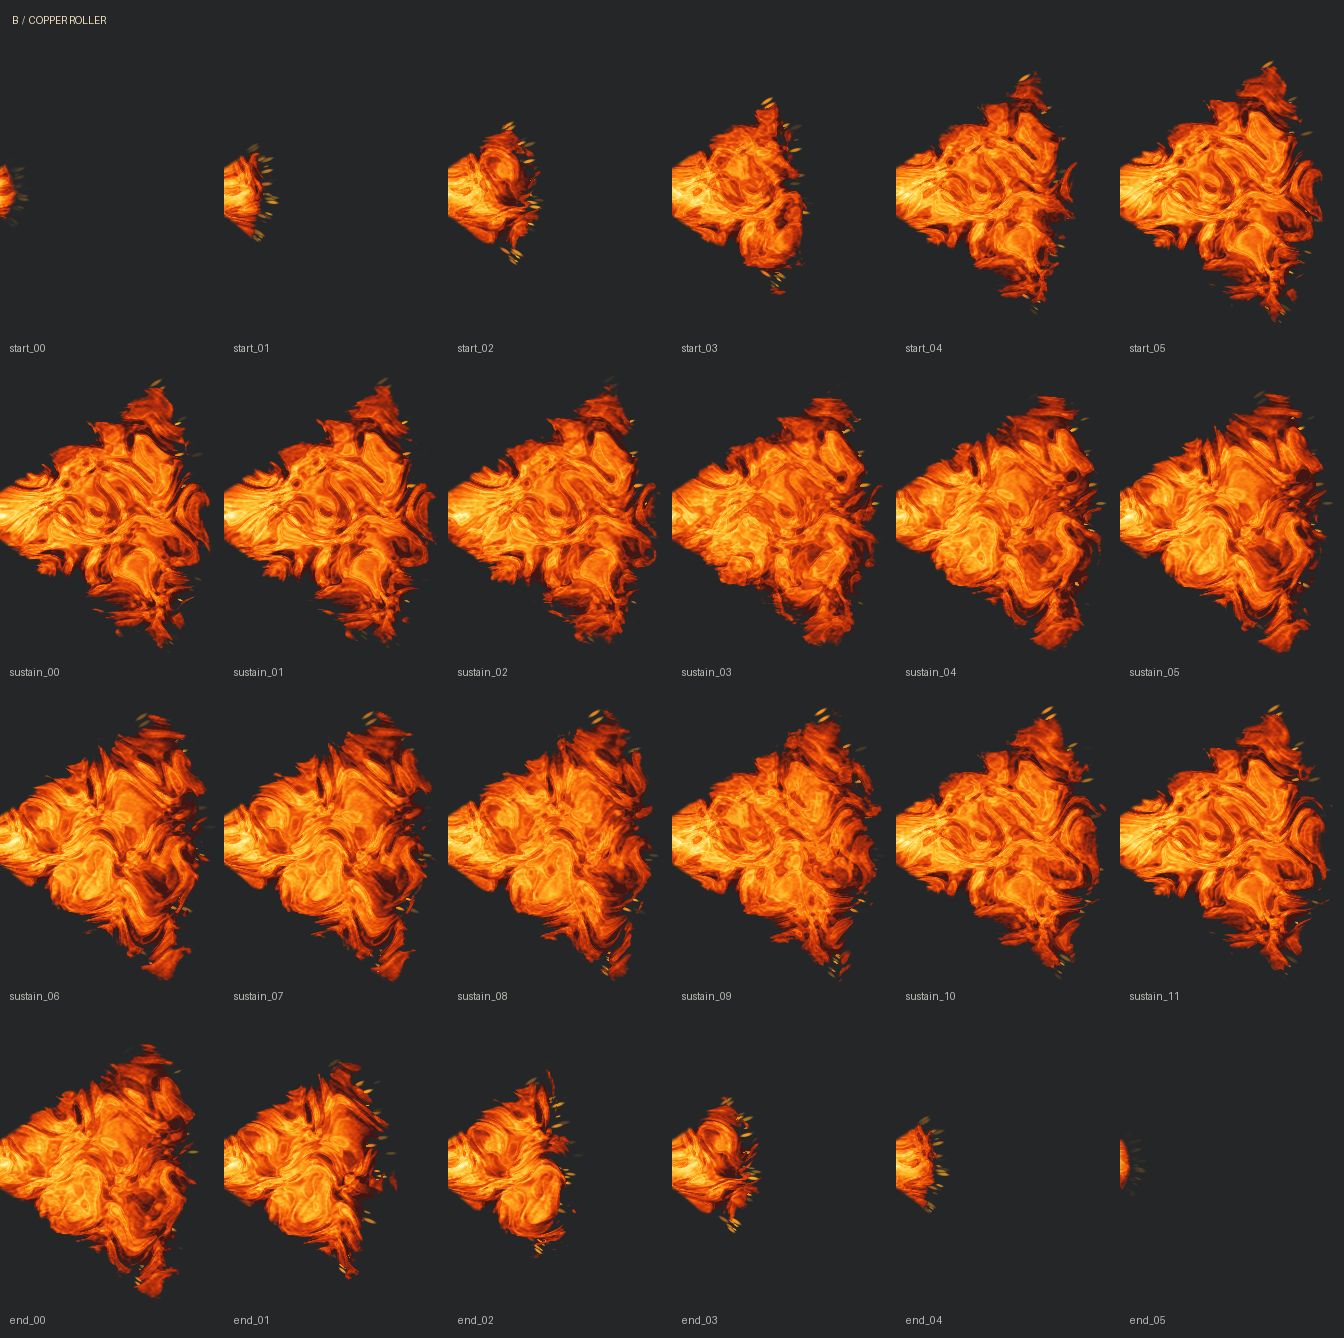 B / COPPER ROLLER
start_00 start_01 start_02 start_03 start_04 start_05
sustain_00 sustain_01 sustain_02 sustain_03 sustain_04 sustain_05
sustain_06 sustain_07 sustain_08 sustain_09 sustain_10 sustain_11
end_00 end_01 end_02 end_03 end_04 end_05